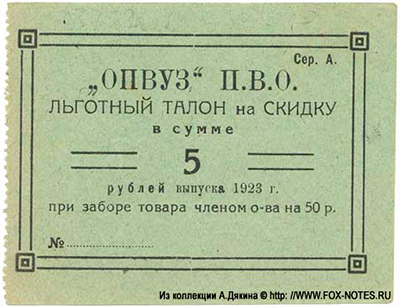 Сер. А.
„ОПВУЗ“ П.В.О.
ЛЬГОТНЫЙ ТАЛОН на СКИДКУ
в сумме
5
рублей выпуска 1923 г.
при заборе товара членом о-ва на 50 р.
№
Из коллекции А.Дякина © http://www.FOX-NOTES.RU